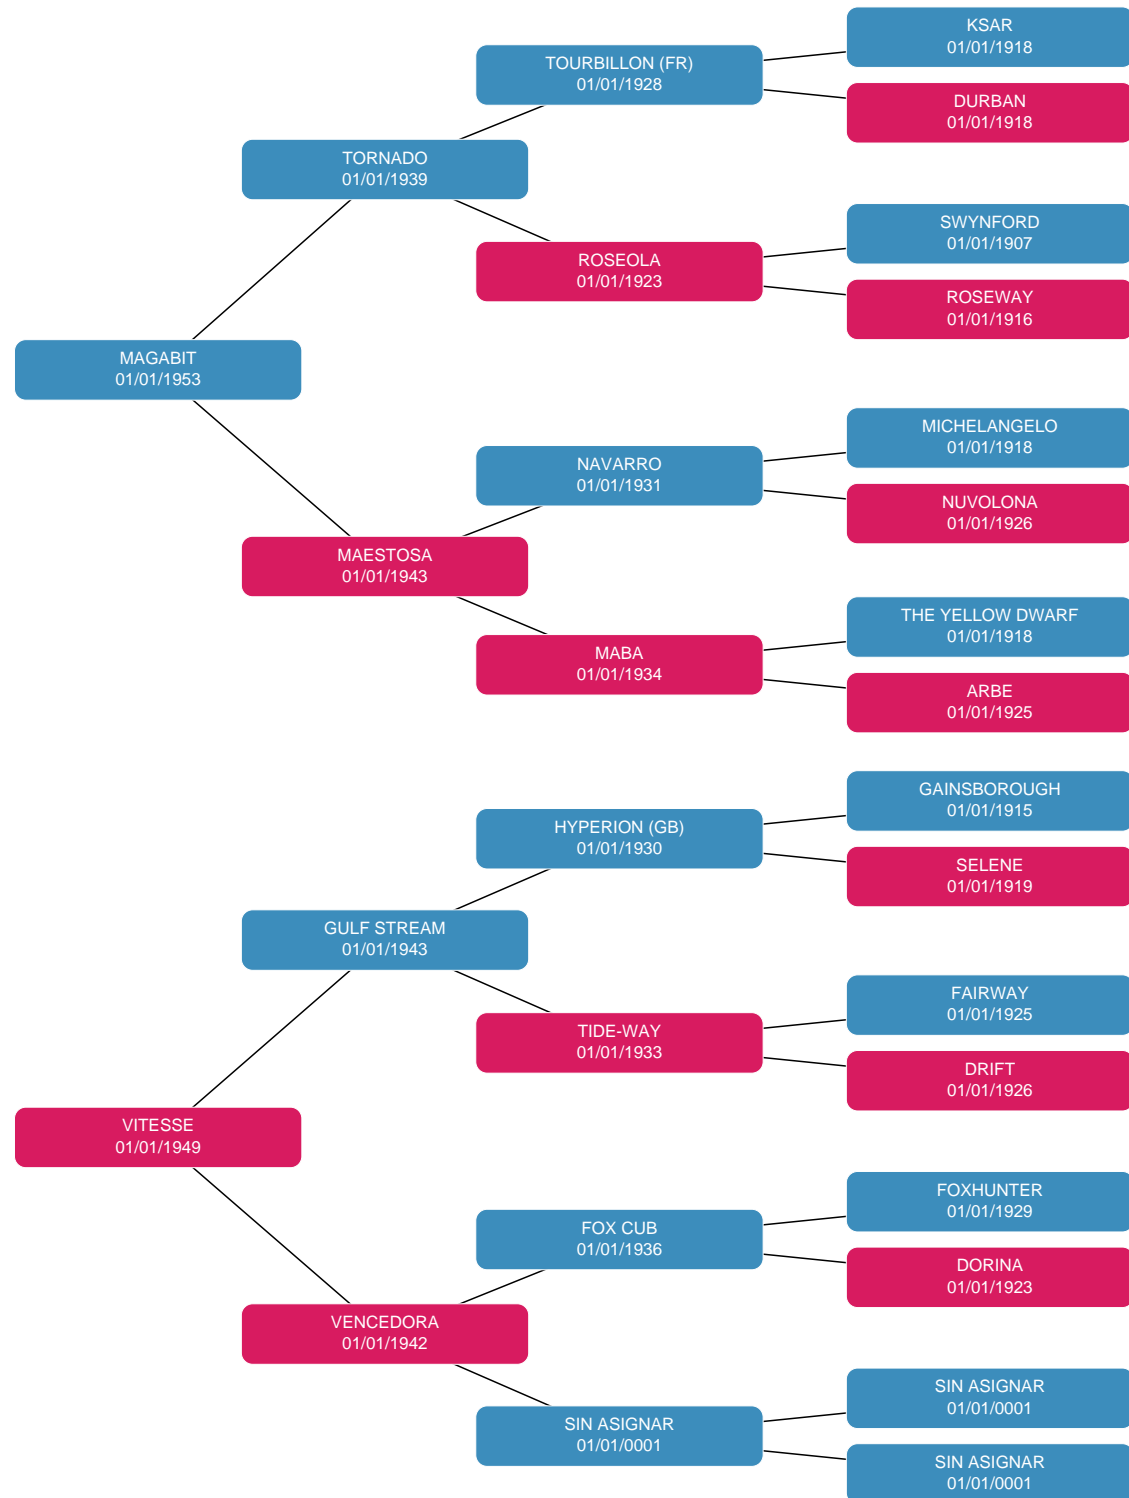 KSAR
01/01/1918
TOURBILLON (FR)
01/01/1928
DURBAN
01/01/1918
TORNADO
01/01/1939
SWYNFORD
01/01/1907
ROSEOLA
01/01/1923
ROSEWAY
01/01/1916
MAGABIT
01/01/1953
MICHELANGELO
01/01/1918
NAVARRO
01/01/1931
NUVOLONA
01/01/1926
MAESTOSA
01/01/1943
THE YELLOW DWARF
01/01/1918
MABA
01/01/1934
ARBE
01/01/1925
GAINSBOROUGH
01/01/1915
HYPERION (GB)
01/01/1930
SELENE
01/01/1919
GULF STREAM
01/01/1943
FAIRWAY
01/01/1925
TIDE-WAY
01/01/1933
DRIFT
01/01/1926
VITESSE
01/01/1949
FOXHUNTER
01/01/1929
FOX CUB
01/01/1936
DORINA
01/01/1923
VENCEDORA
01/01/1942
SIN ASIGNAR
01/01/0001
SIN ASIGNAR
01/01/0001
SIN ASIGNAR
01/01/0001